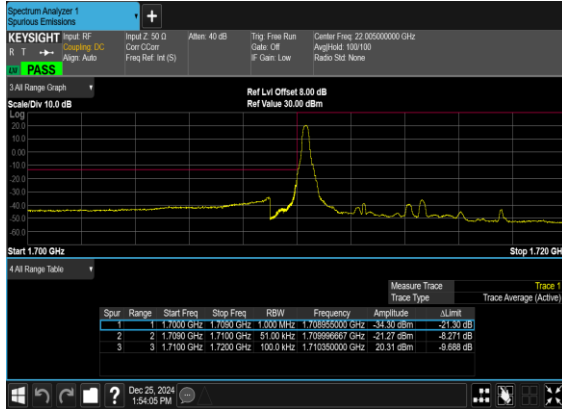 Spectrum Analyzer 1
Spurious Emissions
KEYSIGHT Input: RF Input Z: 50 Ω Atten: 40 dB Trig: Free Run Center Freq: 22.005000000 GHz
R T Coupling: DC Corr CCorr Gate: Off Avg|Hold: 100/100
Align: Auto Freq Ref: Int (S) IF Gain: Low Radio Std: None
PASS
3 All Range Graph
Ref Lvl Offset 8.00 dB
Scale/Div 10.0 dB Ref Value 30.00 dBm
Log
20.0
10.0
0.00
-10.0
-20.0
-30.0
-40.0
-50.0
-60.0
Start 1.700 GHz Stop 1.720 GH
4 All Range Table
Measure Trace Trace 1
Trace Type Trace Average (Active)
Spur Range Start Freq Stop Freq RBW Frequency Amplitude ΔLimit
1 1 1.7000 GHz 1.7090 GHz 1.000 MHz 1.708955000 GHz -34.30 dBm -21.30 dB
2 2 1.7090 GHz 1.7100 GHz 51.00 kHz 1.709996667 GHz -21.27 dBm -8.271 dB
3 3 1.7100 GHz 1.7200 GHz 100.0 kHz 1.710350000 GHz 20.31 dBm -9.688 dB
Dec 25, 2024
1:54:05 PM